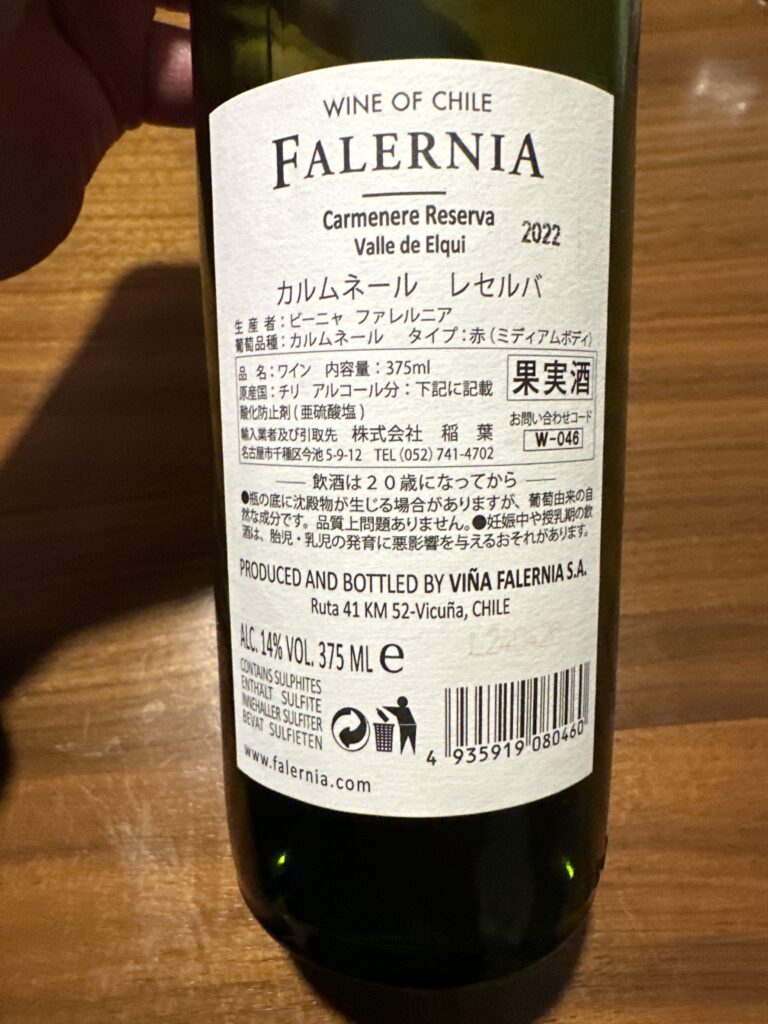 WINE OF CHILE
FALERNIA
Carmenere Reserva
Valle de Elqui
2022
カルムネール レセルバ
生産者：ビーニャ ファレルニア
葡萄品種：カルムネール タイプ：赤（ミディアムボディ）
品 名：ワイン 内容量：375ml
原産国：チリ アルコール分：下記に記載
酸化防止剤（亜硫酸塩）
果実酒
お問い合わせコード
W-046
輸入業者及び引取先 株式会社 稲 葉
名古屋市千種区今池 5-9-12 TEL（052）741-4702
飲酒は２０歳になってから
●瓶の底に沈殿物が生じる場合がありますが、葡萄由来の自
然な成分です。品質上問題ありません。●妊娠中や授乳期の飲
酒は、胎児・乳児の発育に悪影響を与えるおそれがあります。
PRODUCED AND BOTTLED BY VIÑA FALERNIA S.A.
Ruta 41 KM 52-Vicuña, CHILE
ALC. 14% VOL. 375 ML e
CONTAINS SULPHITES
ENTHÄLT SULFITE
INNEHALLER SULFITER
BEVAT SULFIETEN
www.falernia.com
4 935919 080460